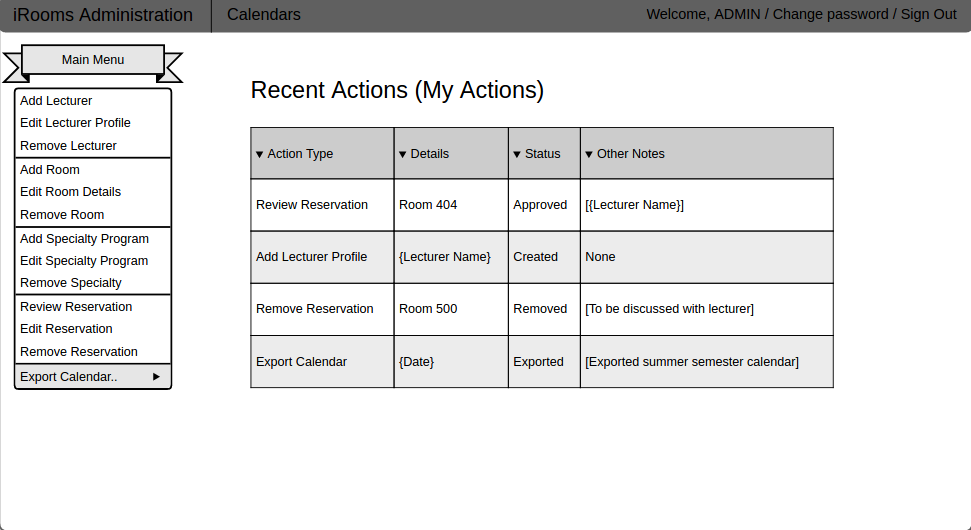 iRooms Administration Calendars Welcome, ADMIN / Change password / Sign Out
Main Menu
Add Lecturer
Edit Lecturer Profile
Remove Lecturer
Add Room
Edit Room Details
Remove Room
Add Specialty Program
Edit Specialty Program
Remove Specialty
Review Reservation
Edit Reservation
Remove Reservation
Export Calendar..
Recent Actions (My Actions)
Action Type Details Status Other Notes
Review Reservation Room 404 Approved [{Lecturer Name}]
Add Lecturer Profile {Lecturer Name} Created None
Remove Reservation Room 500 Removed [To be discussed with lecturer]
Export Calendar {Date} Exported [Exported summer semester calendar]